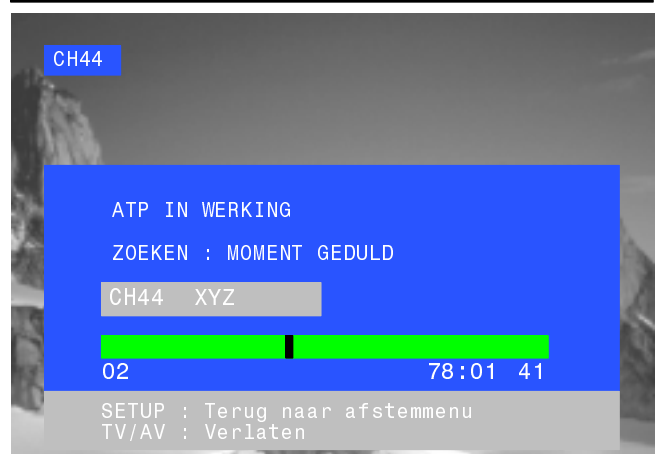 CH44
ATP IN WERKING
ZOEKEN : MOMENT GEDULD
CH44 XYZ
02 78:01 41
SETUP : Terug naar afstemmenu
TV/AV : Verlaten